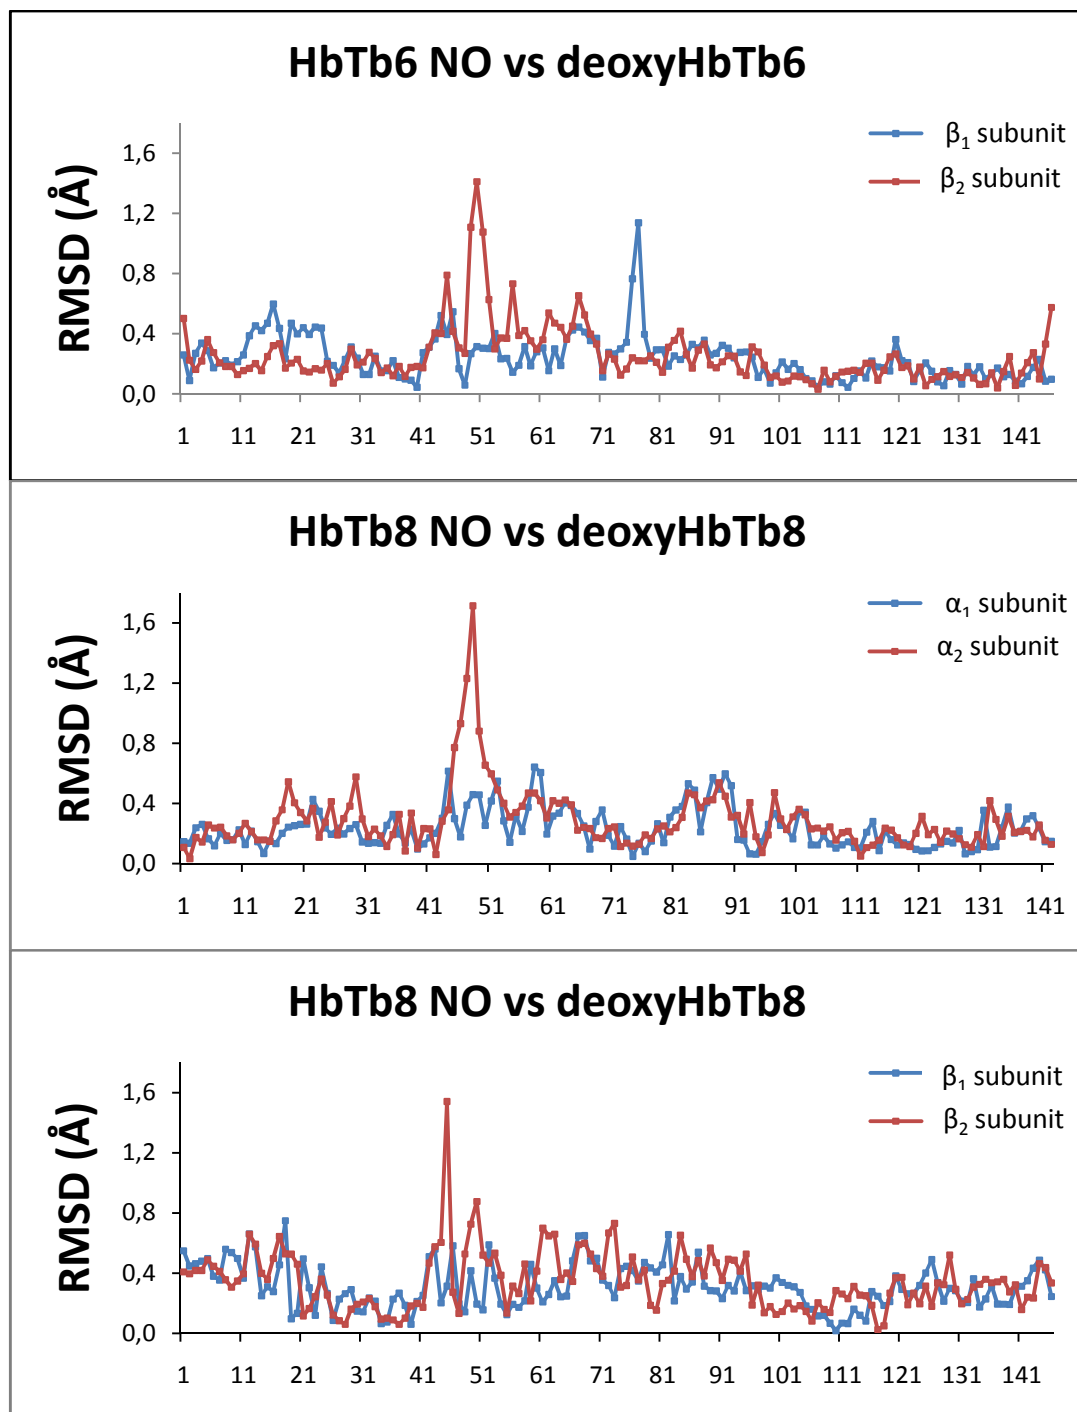 HbTb6 NO vs deoxyHbTb6
β₁ subunit
β₂ subunit
RMSD (Å)
1,6
1,2
0,8
0,4
0,0
1 11 21 31 41 51 61 71 81 91 101 111 121 131 141
HbTb8 NO vs deoxyHbTb8
α₁ subunit
α₂ subunit
RMSD (Å)
1,6
1,2
0,8
0,4
0,0
1 11 21 31 41 51 61 71 81 91 101 111 121 131 141
HbTb8 NO vs deoxyHbTb8
β₁ subunit
β₂ subunit
RMSD (Å)
1,6
1,2
0,8
0,4
0,0
1 11 21 31 41 51 61 71 81 91 101 111 121 131 141